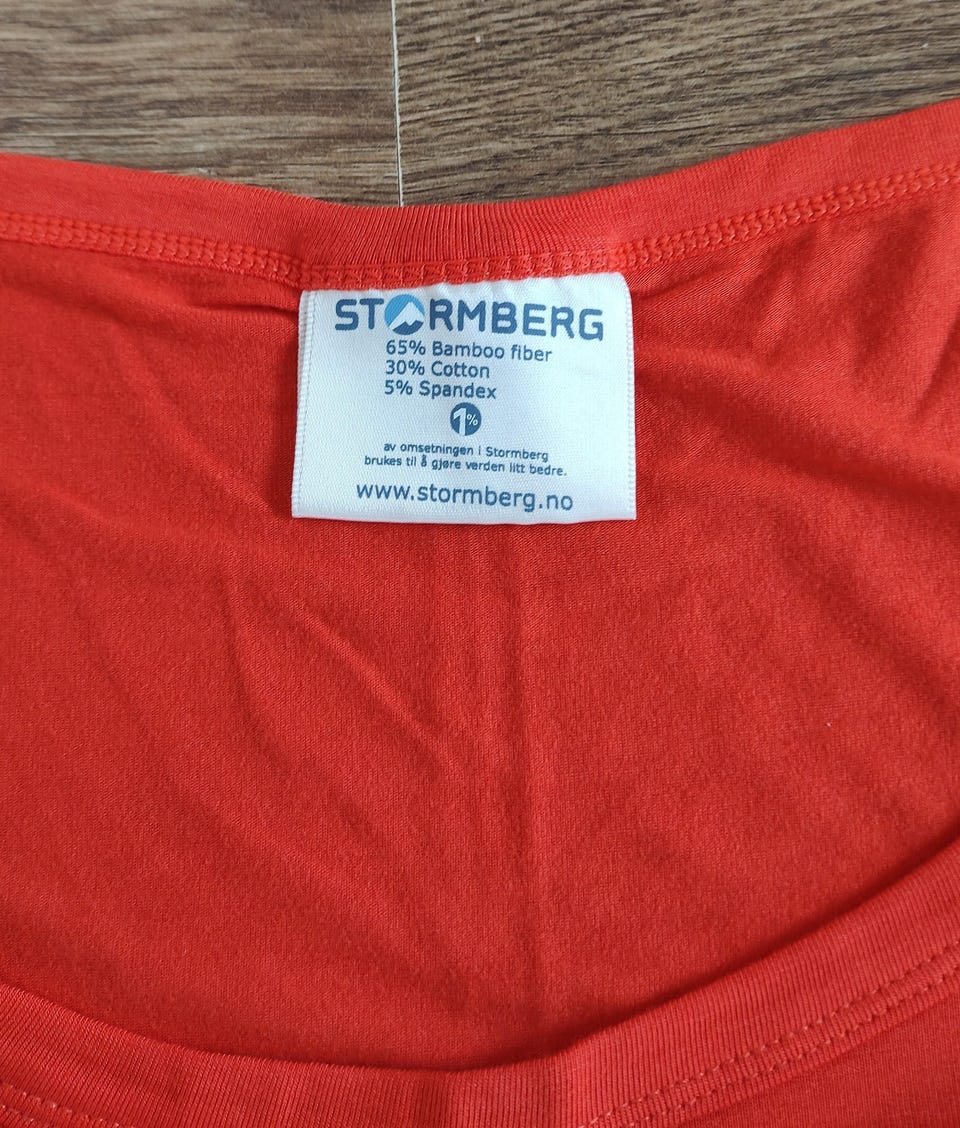 STORMBERG
65% Bamboo fiber
30% Cotton
5% Spandex
1%
av omsetningen i Stormberg
brukes til å gjøre verden litt bedre.
www.stormberg.no